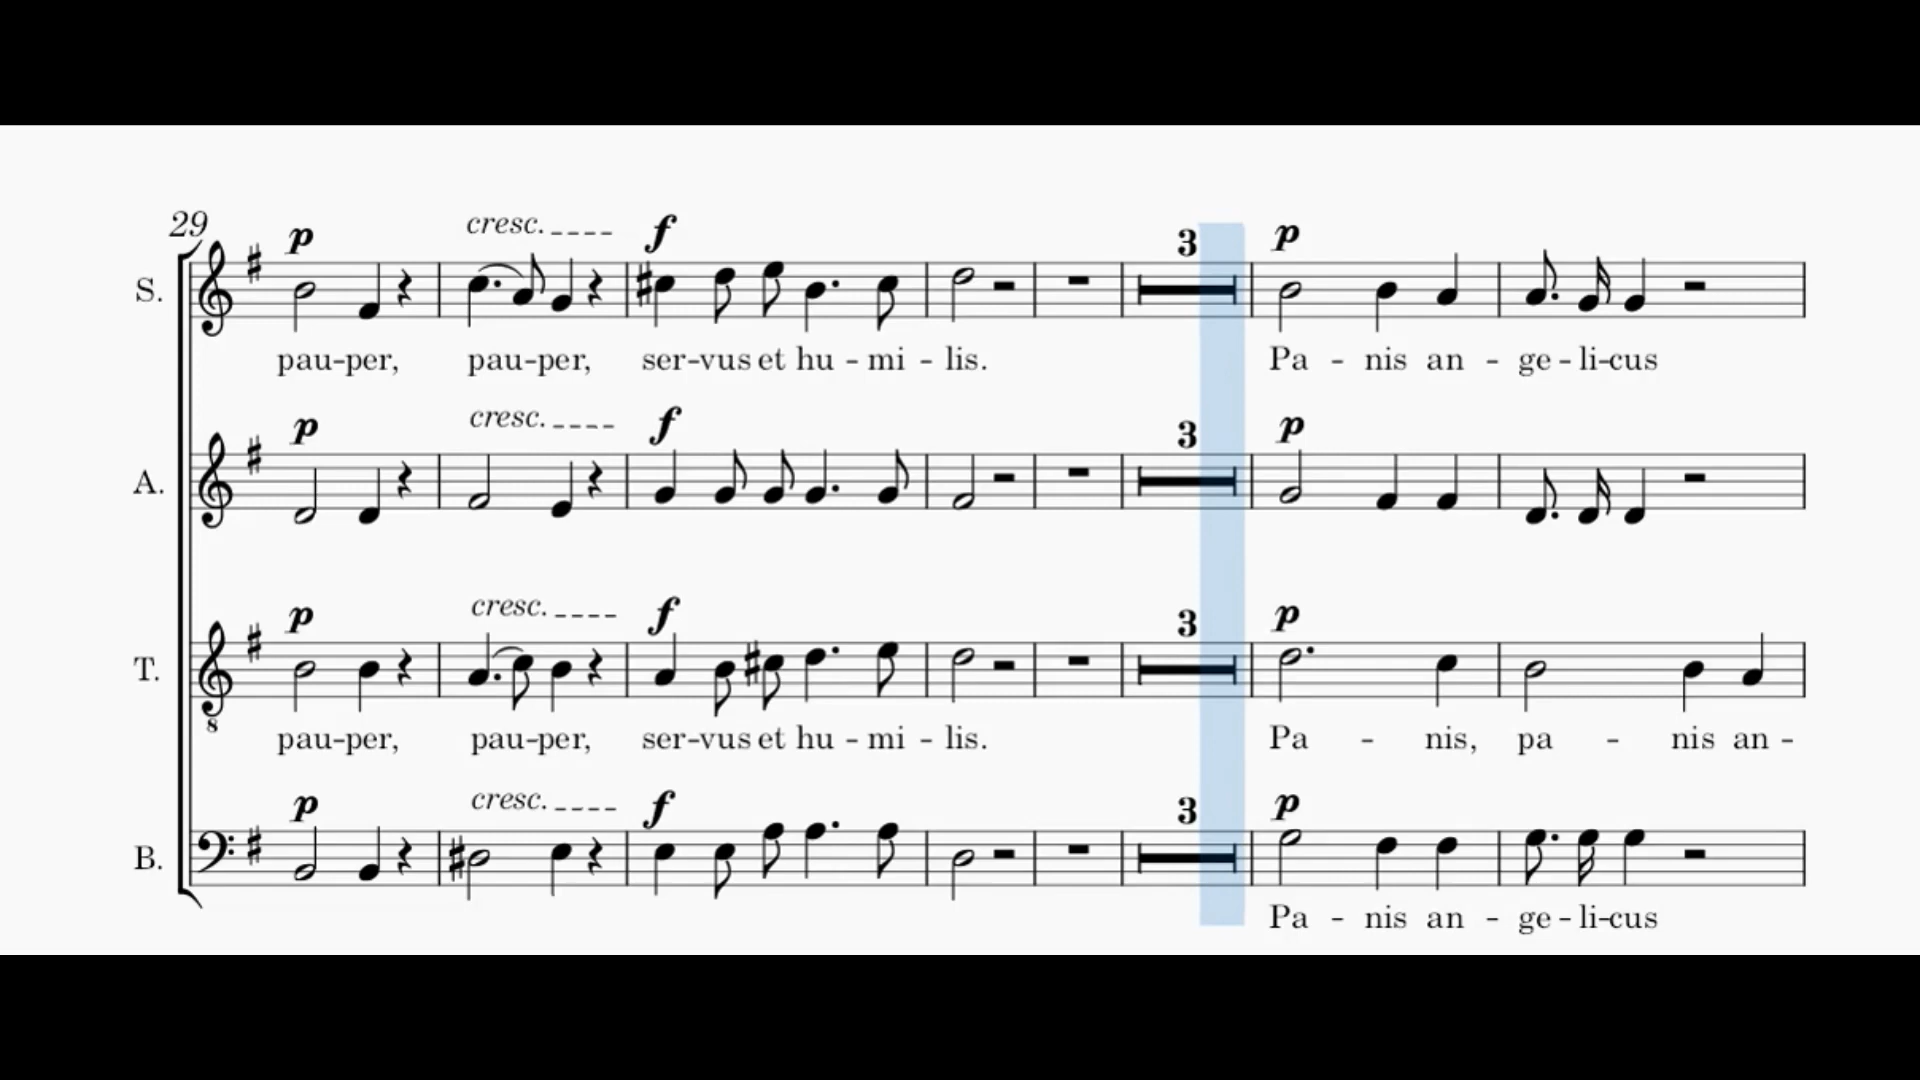 29
p cresc. f 3 p
S.
pau-per, pau-per, ser-vus et hu-mi-lis. Pa-nis an-ge-li-cus
p cresc. f 3 p
A.
p cresc. f 3 p
T.
8
pau-per, pau-per, ser-vus et hu-mi-lis. Pa-nis, pa-nis an-
p cresc. f 3 p
B.
Pa-nis an-ge-li-cus